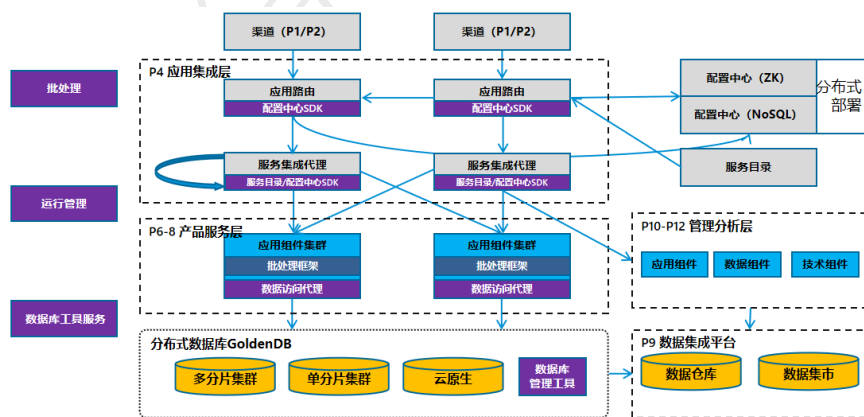 渠道（P1/P2）
渠道（P1/P2）
P4 应用集成层
批处理
应用路由
配置中心SDK
应用路由
配置中心SDK
配置中心（ZK）
配置中心（NoSQL）
分布式
部署
服务集成代理
服务目录/配置中心SDK
服务集成代理
服务目录/配置中心SDK
服务目录
运行管理
P6-8 产品服务层
应用组件集群
批处理框架
数据访问代理
应用组件集群
批处理框架
数据访问代理
P10-P12 管理分析层
应用组件
数据组件
技术组件
数据库工具服务
分布式数据库GoldenDB
多分片集群
单分片集群
云原生
数据库
管理工具
P9 数据集成平台
数据仓库
数据集市